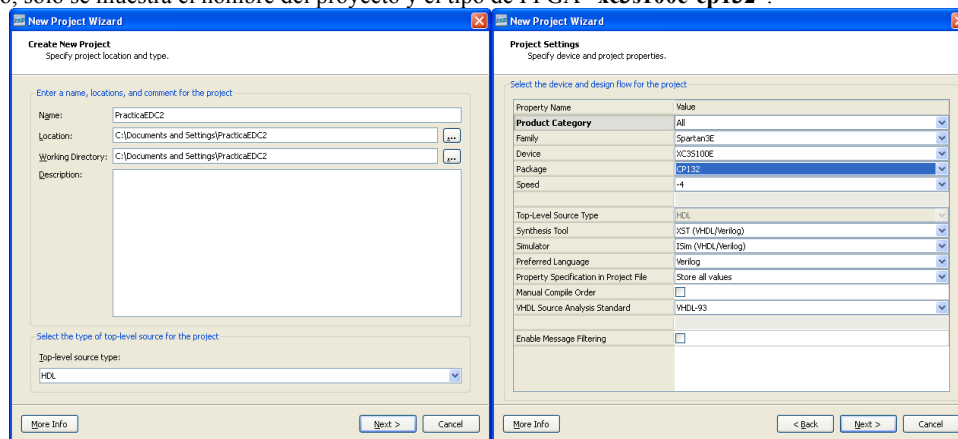 o, solo se muestra el nombre del proyecto y el tipo de FPGA "xc3s100e-cp132".
New Project Wizard
Create New Project
Specify project location and type.
Enter a name, locations, and comment for the project
Name: PracticaEDC2
Location: C:\Documents and Settings\PracticaEDC2 ...
Working Directory: C:\Documents and Settings\PracticaEDC2 ...
Description:
Select the type of top-level source for the project
Top-level source type:
HDL
More Info Next > Cancel
New Project Wizard
Project Settings
Specify device and project properties.
Select the device and design flow for the project
Property Name Value
Product Category All
Family Spartan3E
Device XC3S100E
Package CP132
Speed -4
Top-Level Source Type HDL
Synthesis Tool XST (VHDL/Verilog)
Simulator ISim (VHDL/Verilog)
Preferred Language Verilog
Property Specification in Project File Store all values
Manual Compile Order
VHDL Source Analysis Standard VHDL-93
Enable Message Filtering
More Info < Back Next > Cancel